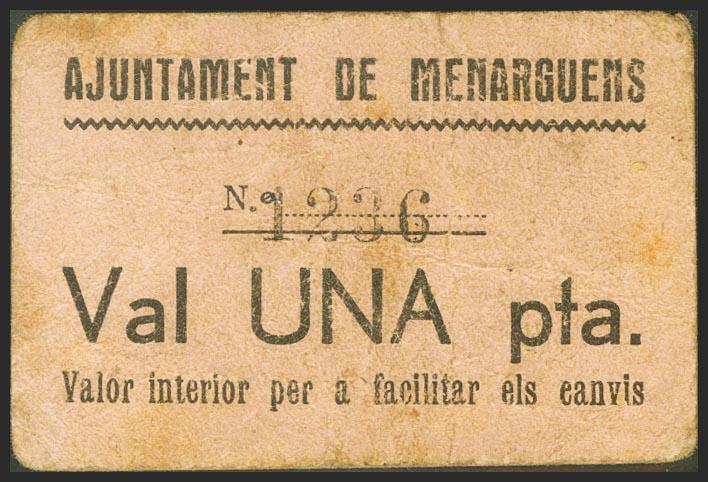 AJUNTAMENT DE MENARGUENS
N.º 1236
Val UNA pta.
Valor interior per a facilitar els canvis